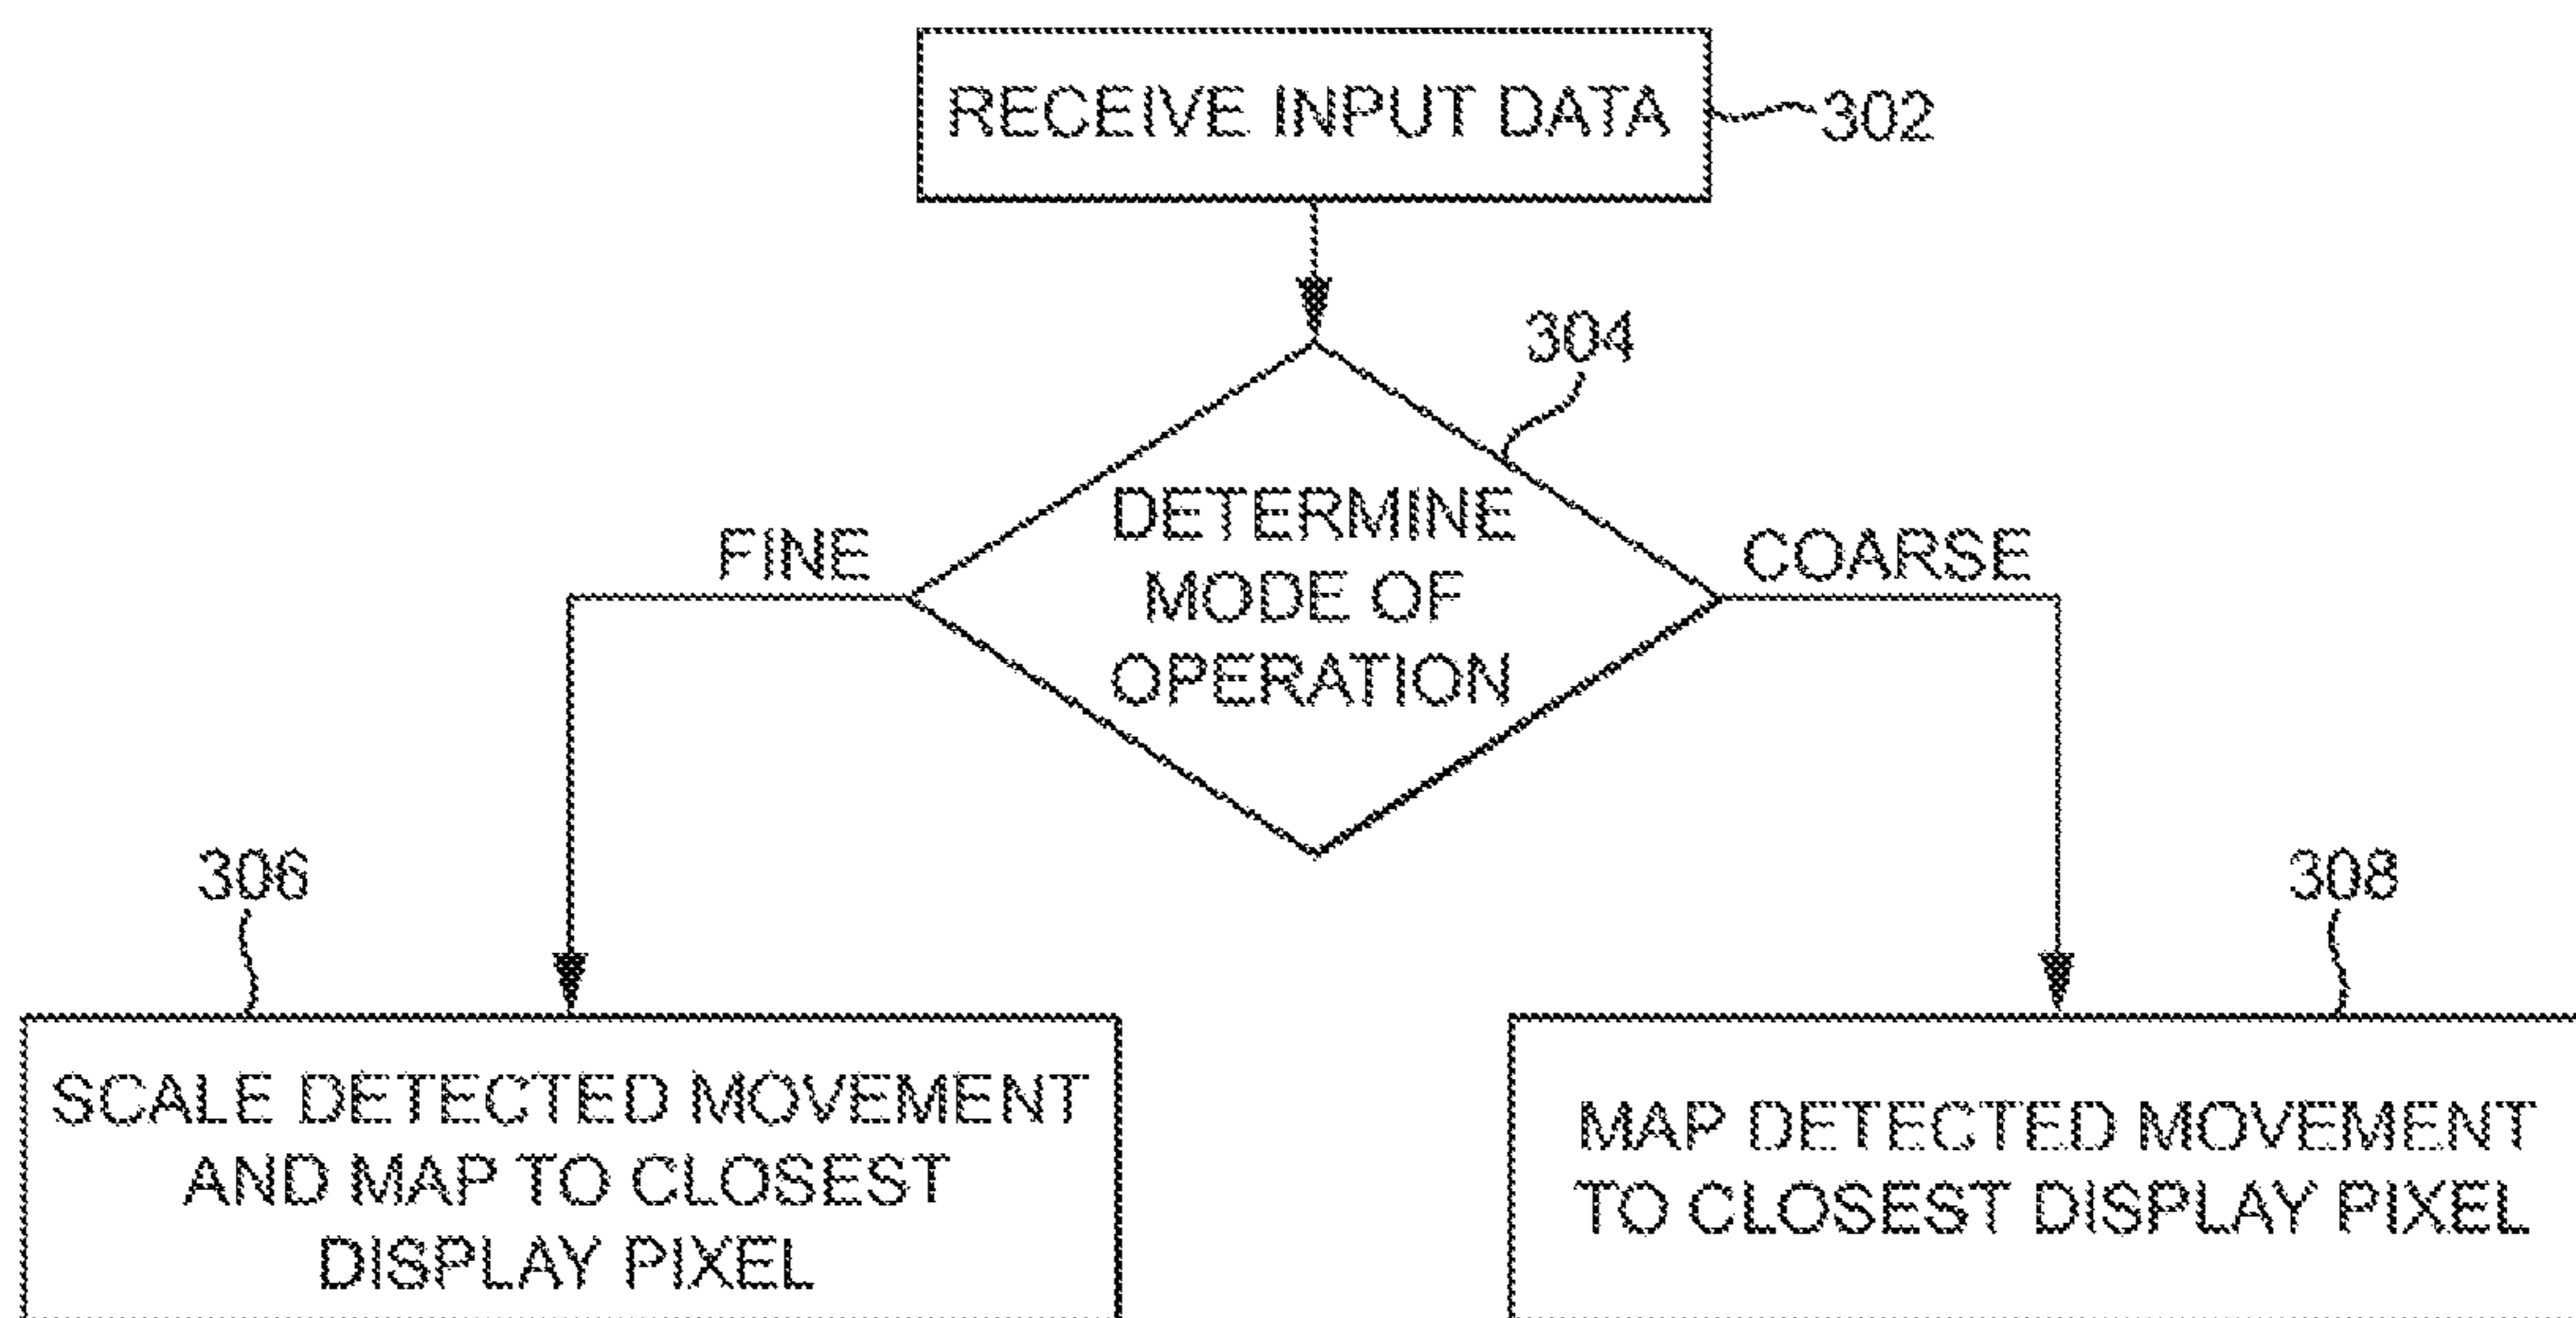 RECEIVE INPUT DATA
302
304
DETERMINE
MODE OF
OPERATION
FINE
COARSE
306
308
SCALE DETECTED MOVEMENT
AND MAP TO CLOSEST
DISPLAY PIXEL
MAP DETECTED MOVEMENT
TO CLOSEST DISPLAY PIXEL